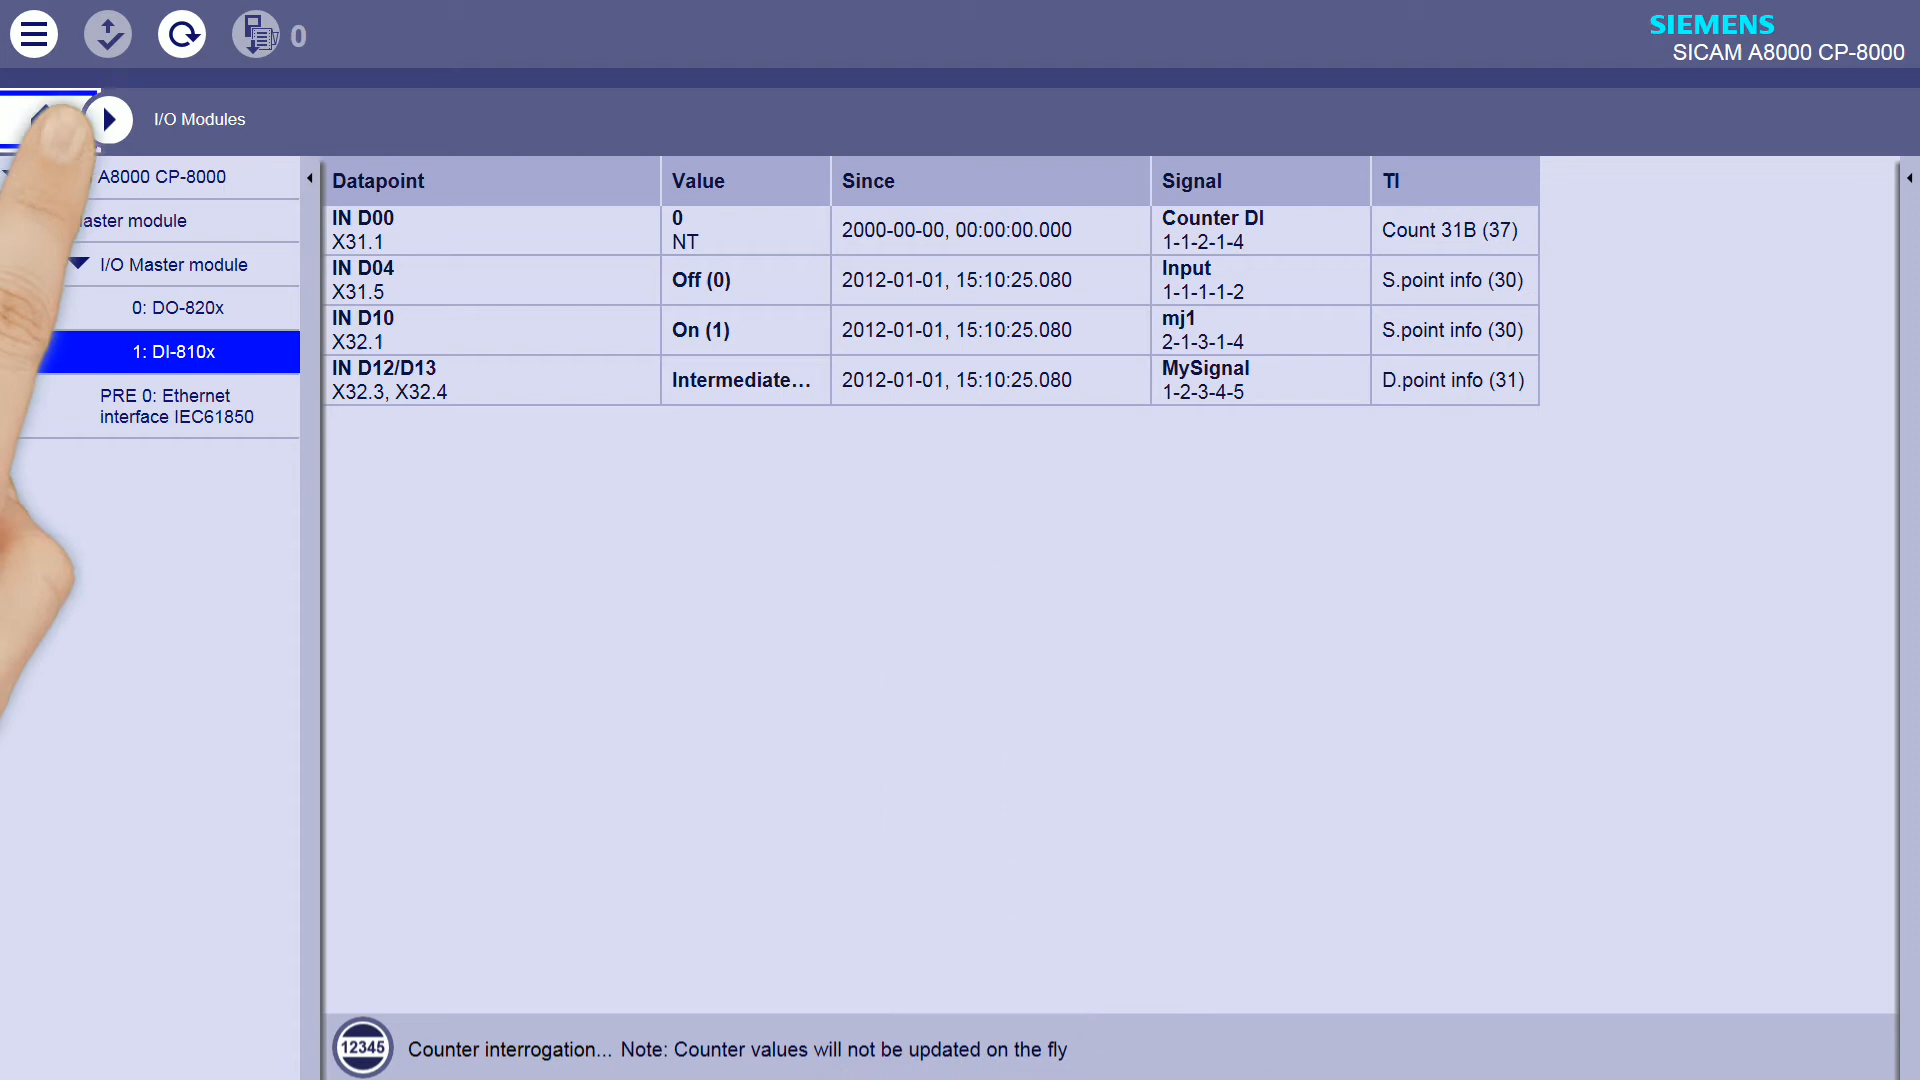 0
SIEMENS
SICAM A8000 CP-8000
I/O Modules
A8000 CP-8000
aster module
I/O Master module
0: DO-820x
1: DI-810x
PRE 0: Ethernet
interface IEC61850
Datapoint Value Since Signal TI
IN D00
X31.1
0
NT
2000-00-00, 00:00:00.000
Counter DI
1-1-2-1-4
Count 31B (37)
IN D04
X31.5
Off (0)
2012-01-01, 15:10:25.080
Input
1-1-1-1-2
S.point info (30)
IN D10
X32.1
On (1)
2012-01-01, 15:10:25.080
mj1
2-1-3-1-4
S.point info (30)
IN D12/D13
X32.3, X32.4
Intermediate...
2012-01-01, 15:10:25.080
MySignal
1-2-3-4-5
D.point info (31)
12345
Counter interrogation... Note: Counter values will not be updated on the fly